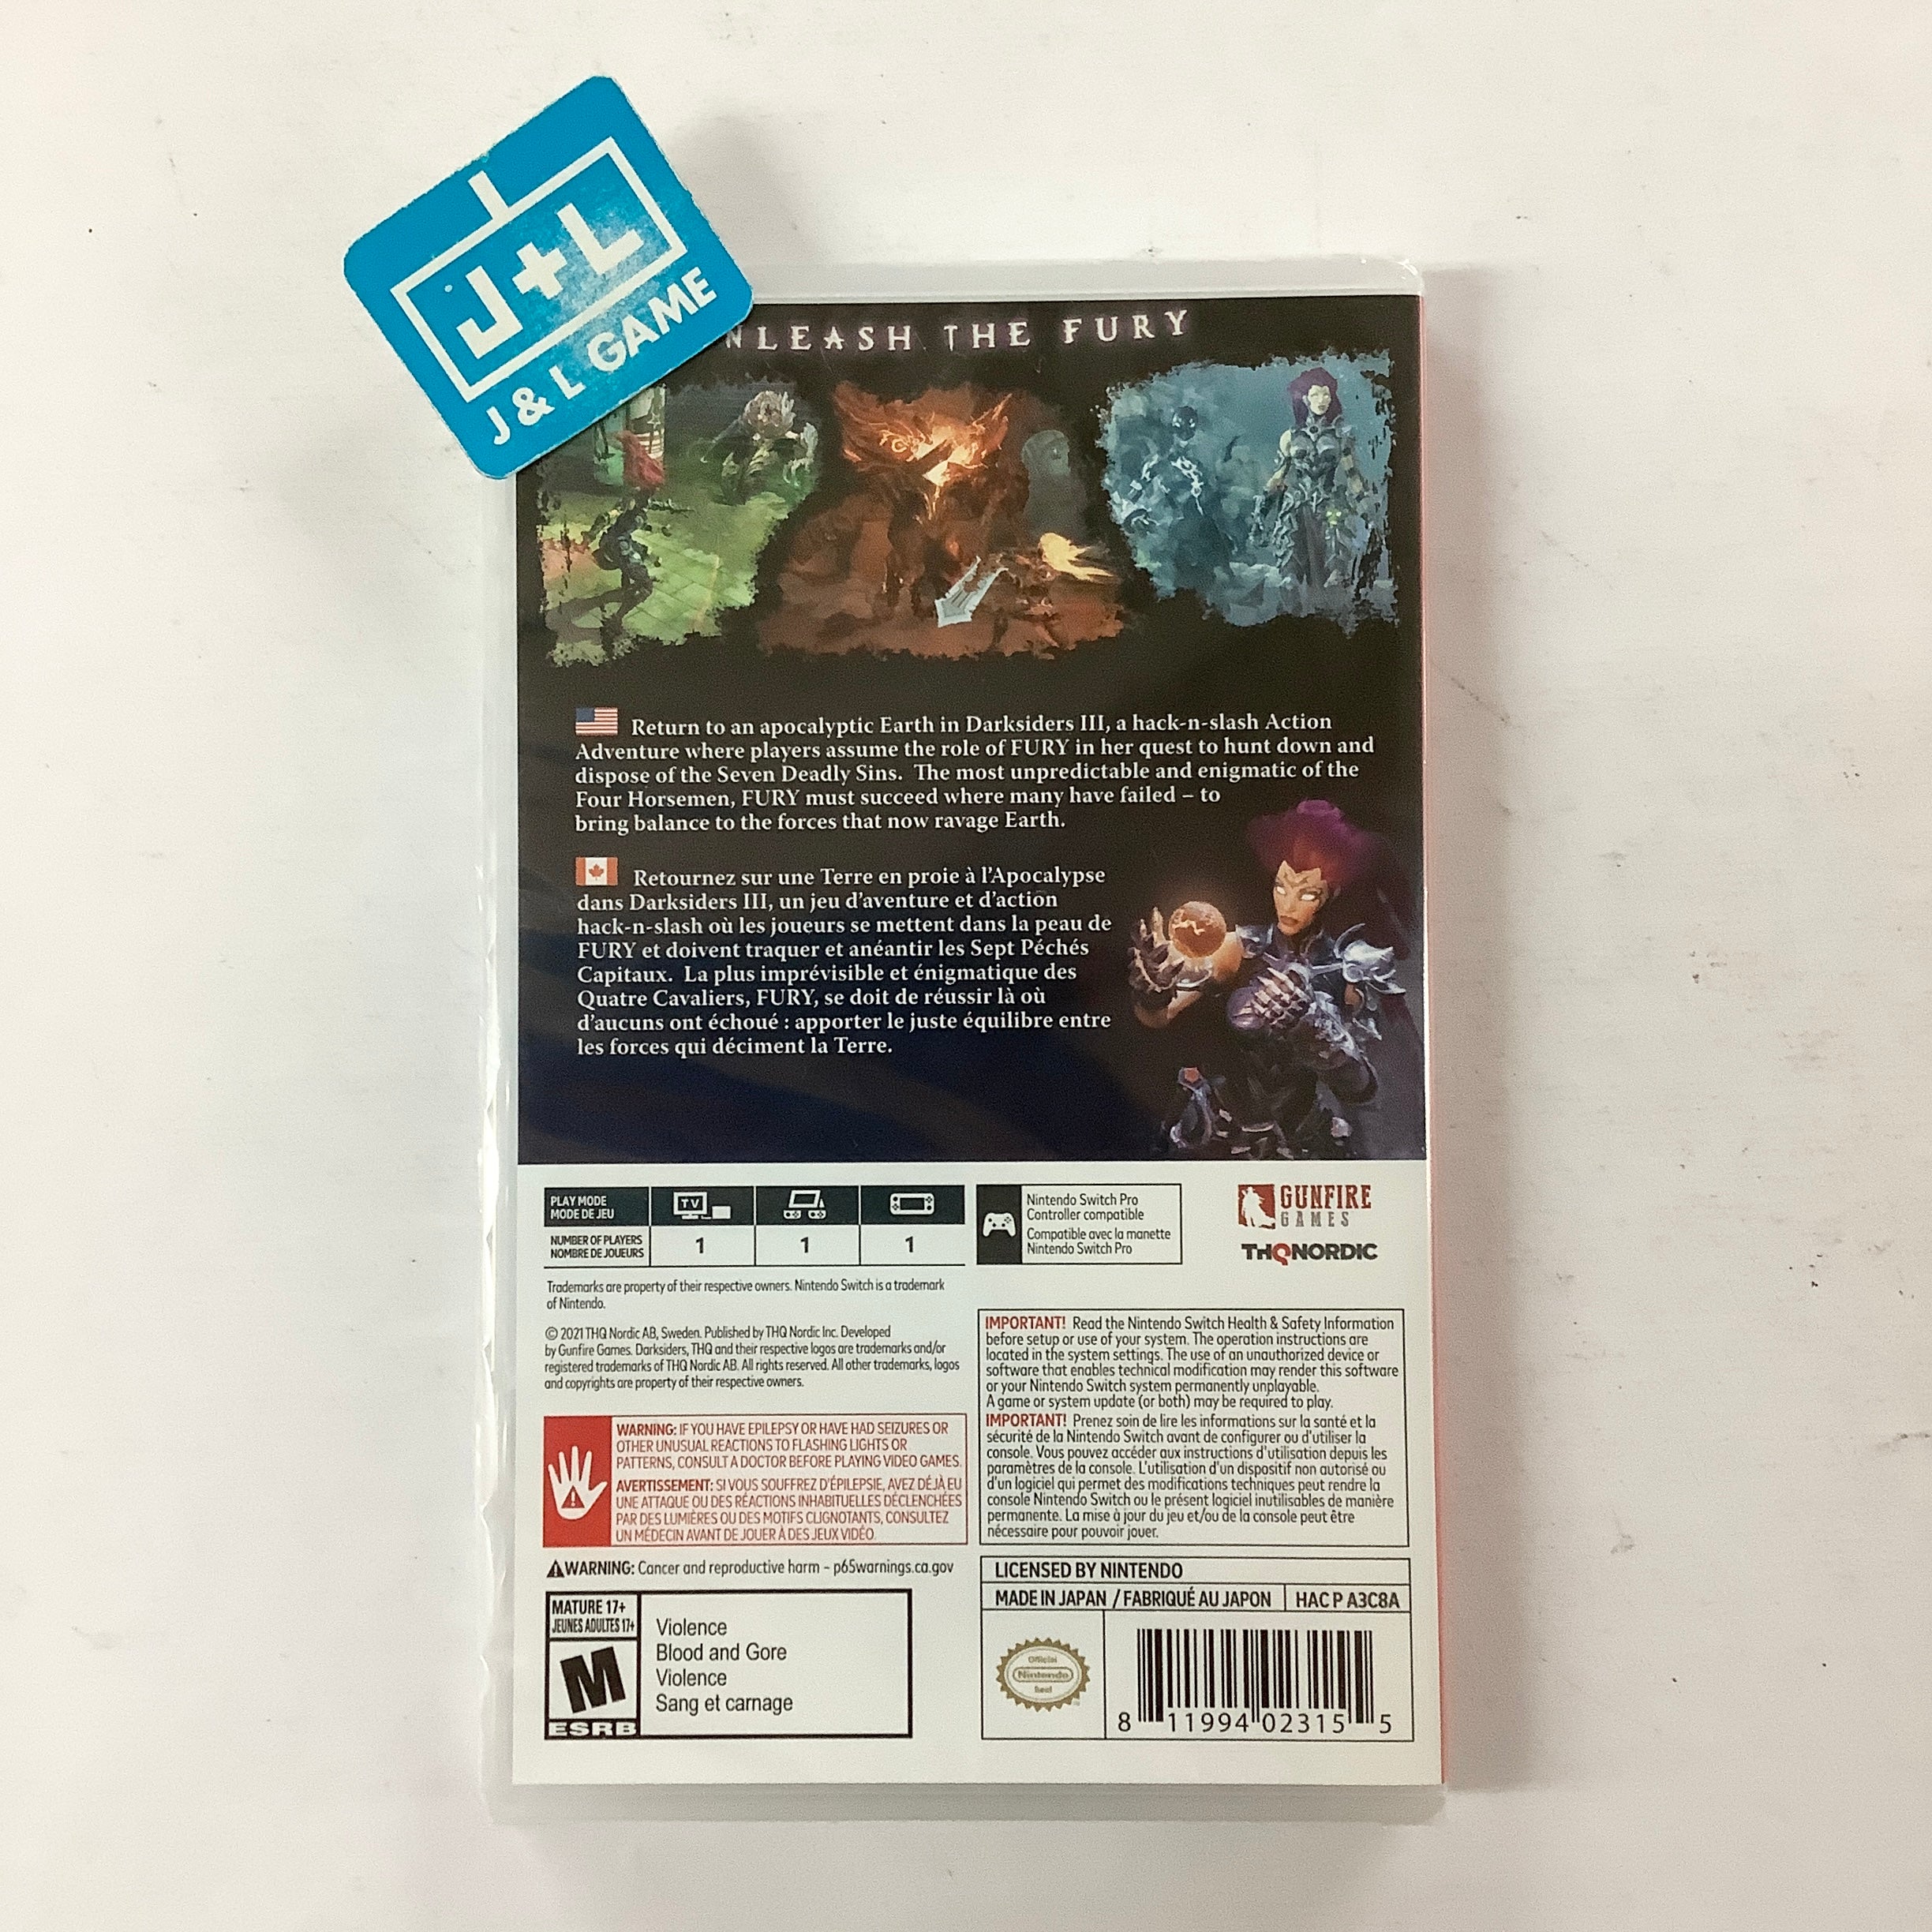 J+L
J & L GAME
NLEASH THE FURY
Return to an apocalyptic Earth in Darksiders III, a hack-n-slash Action
Adventure where players assume the role of FURY in her quest to hunt down and
dispose of the Seven Deadly Sins. The most unpredictable and enigmatic of the
Four Horsemen, FURY must succeed where many have failed – to
bring balance to the forces that now ravage Earth.
Retournez sur une Terre en proie à l'Apocalypse
dans Darksiders III, un jeu d'aventure et d'action
hack-n-slash où les joueurs se mettent dans la peau de
FURY et doivent traquer et anéantir les Sept Péchés
Capitaux. La plus imprévisible et énigmatique des
Quatre Cavaliers, FURY, se doit de réussir là où
d'aucuns ont échoué : apporter le juste équilibre entre
les forces qui déciment la Terre.
PLAY MODE
MODE DE JEU
TV
NUMBER OF PLAYERS
NOMBRE DE JOUEURS
1 1 1
Nintendo Switch Pro
Controller compatible
Compatible avec la manette
Nintendo Switch Pro
GUNFIRE
GAMES
THQNORDIC
Trademarks are property of their respective owners. Nintendo Switch is a trademark
of Nintendo.
© 2021 THQ Nordic AB, Sweden. Published by THQ Nordic Inc. Developed
by Gunfire Games. Darksiders, THQ and their respective logos are trademarks and/or
registered trademarks of THQ Nordic AB. All rights reserved. All other trademarks, logos
and copyrights are property of their respective owners.
IMPORTANT! Read the Nintendo Switch Health & Safety Information
before setup or use of your system. The operation instructions are
located in the system settings. The use of an unauthorized device or
software that enables technical modification may render this software
or your Nintendo Switch system permanently unplayable.
A game or system update (or both) may be required to play.
IMPORTANT! Prenez soin de lire les informations sur la santé et la
sécurité de la Nintendo Switch avant de configurer ou d'utiliser la
console. Vous pouvez accéder aux instructions d'utilisation depuis les
paramètres de la console. L'utilisation d'un dispositif non autorisé ou
d'un logiciel qui permet des modifications techniques peut rendre la
console Nintendo Switch ou le présent logiciel inutilisables de manière
permanente. La mise à jour du jeu et/ou de la console peut être
nécessaire pour pouvoir jouer.
WARNING: IF YOU HAVE EPILEPSY OR HAVE HAD SEIZURES OR
OTHER UNUSUAL REACTIONS TO FLASHING LIGHTS OR
PATTERNS, CONSULT A DOCTOR BEFORE PLAYING VIDEO GAMES.
AVERTISSEMENT: SI VOUS SOUFFREZ D'ÉPILEPSIE, AVEZ DÉJÀ EU
UNE ATTAQUE OU DES RÉACTIONS INHABITUELLES DÉCLENCHÉES
PAR DES LUMIÈRES OU DES MOTIFS CLIGNOTANTS, CONSULTEZ
UN MÉDECIN AVANT DE JOUER À DES JEUX VIDÉO.
WARNING: Cancer and reproductive harm – p65warnings.ca.gov
MATURE 17+
JEUNES ADULTES 17+
M
ESRB
Violence
Blood and Gore
Violence
Sang et carnage
LICENSED BY NINTENDO
MADE IN JAPAN / FABRIQUÉ AU JAPON HAC P A3C8A
Official
Nintendo
Seal
8 11994 02315 5